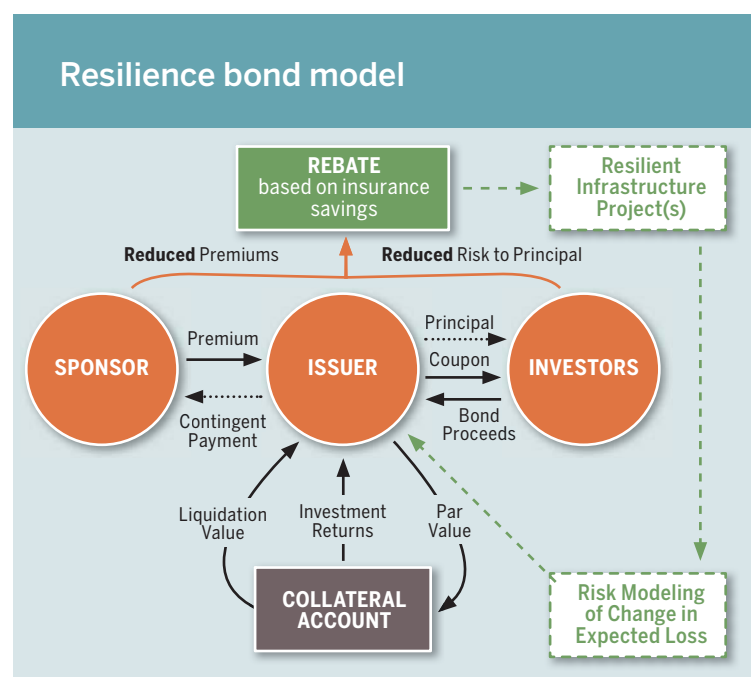 Resilience bond model
REBATE
based on insurance
savings
Resilient
Infrastructure
Project(s)
Reduced Premiums
Reduced Risk to Principal
SPONSOR
Premium
Contingent
Payment
ISSUER
Principal
Coupon
Bond
Proceeds
INVESTORS
Liquidation
Value
Investment
Returns
Par
Value
COLLATERAL
ACCOUNT
Risk Modeling
of Change in
Expected Loss